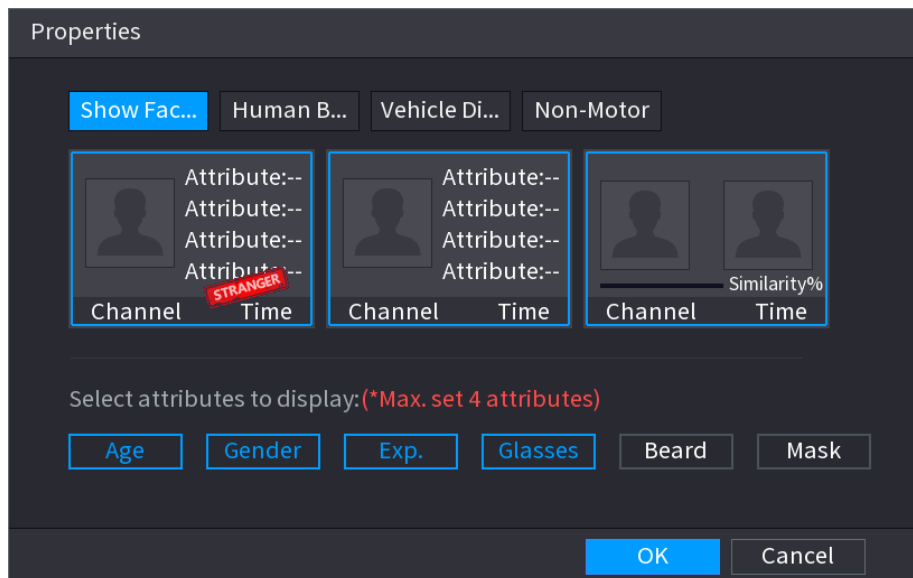 Properties
Show Fac... Human B... Vehicle Di... Non-Motor
Attribute:-- Attribute:--
Attribute:-- Attribute:--
Attribute:-- Attribute:--
Attribute:-- Attribute:--
STRANGER Similarity%
Channel Time Channel Time Channel Time
Select attributes to display:(*Max. set 4 attributes)
Age Gender Exp. Glasses Beard Mask
OK Cancel